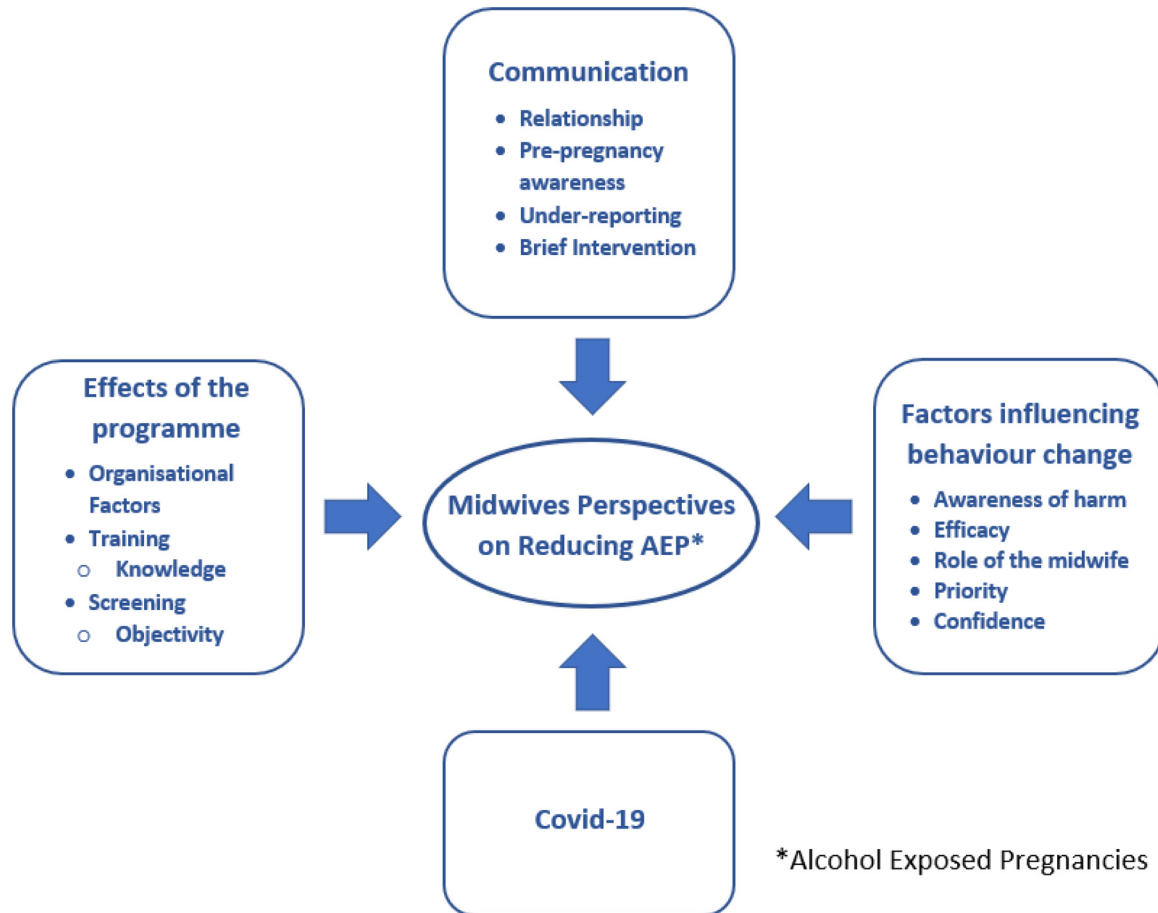 Communication
• Relationship
• Pre-pregnancy
awareness
• Under-reporting
• Brief Intervention
Effects of the
programme
• Organisational
Factors
• Training
o Knowledge
• Screening
o Objectivity
Midwives Perspectives
on Reducing AEP*
Factors influencing
behaviour change
• Awareness of harm
• Efficacy
• Role of the midwife
• Priority
• Confidence
Covid-19
*Alcohol Exposed Pregnancies